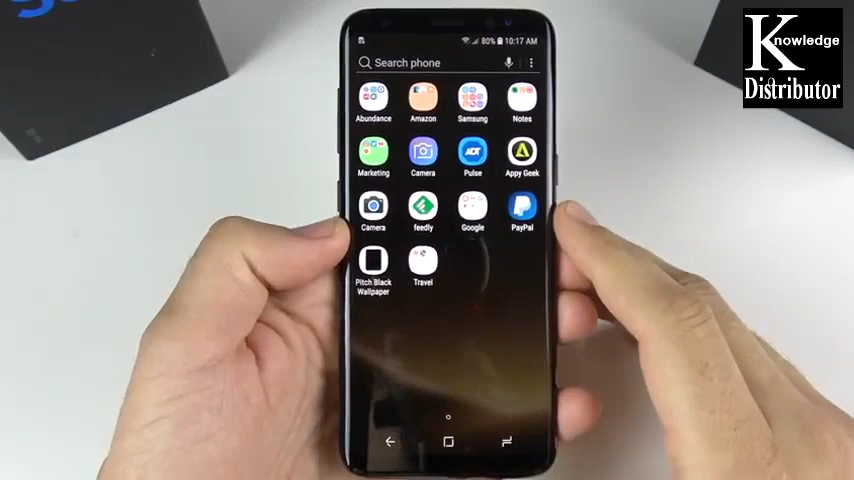 80% 10:17 AM
Search phone
Abundance Amazon Samsung Notes
Marketing Camera Pulse Appy Geek
ADT
Camera feedly Google PayPal
Pitch Black Travel
Wallpaper
Knowledge
Distributor